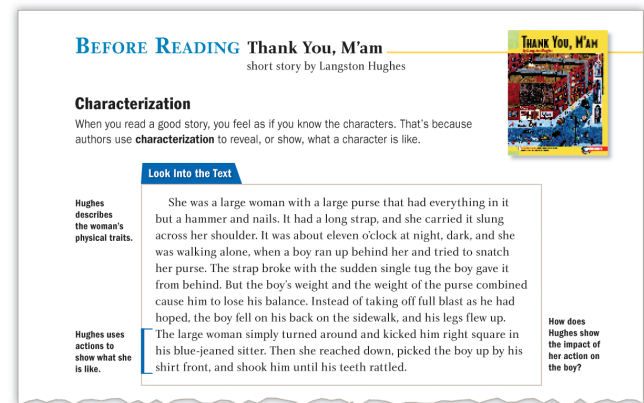 BEFORE READING Thank You, M'am
short story by Langston Hughes
THANK YOU, M'AM
Characterization
When you read a good story, you feel as if you know the characters. That's because
authors use characterization to reveal, or show, what a character is like.
Look Into the Text
Hughes
describes
the woman's
physical traits.
She was a large woman with a large purse that had everything in it
but a hammer and nails. It had a long strap, and she carried it slung
across her shoulder. It was about eleven o'clock at night, dark, and she
was walking alone, when a boy ran up behind her and tried to snatch
her purse. The strap broke with the sudden single tug the boy gave it
from behind. But the boy's weight and the weight of the purse combined
cause him to lose his balance. Instead of taking off full blast as he had
hoped, the boy fell on his back on the sidewalk, and his legs flew up.
Hughes uses
actions to
show what she
is like.
The large woman simply turned around and kicked him right square in
his blue-jeaned sitter. Then she reached down, picked the boy up by his
shirt front, and shook him until his teeth rattled.
How does
Hughes show
the impact of
her action on
the boy?